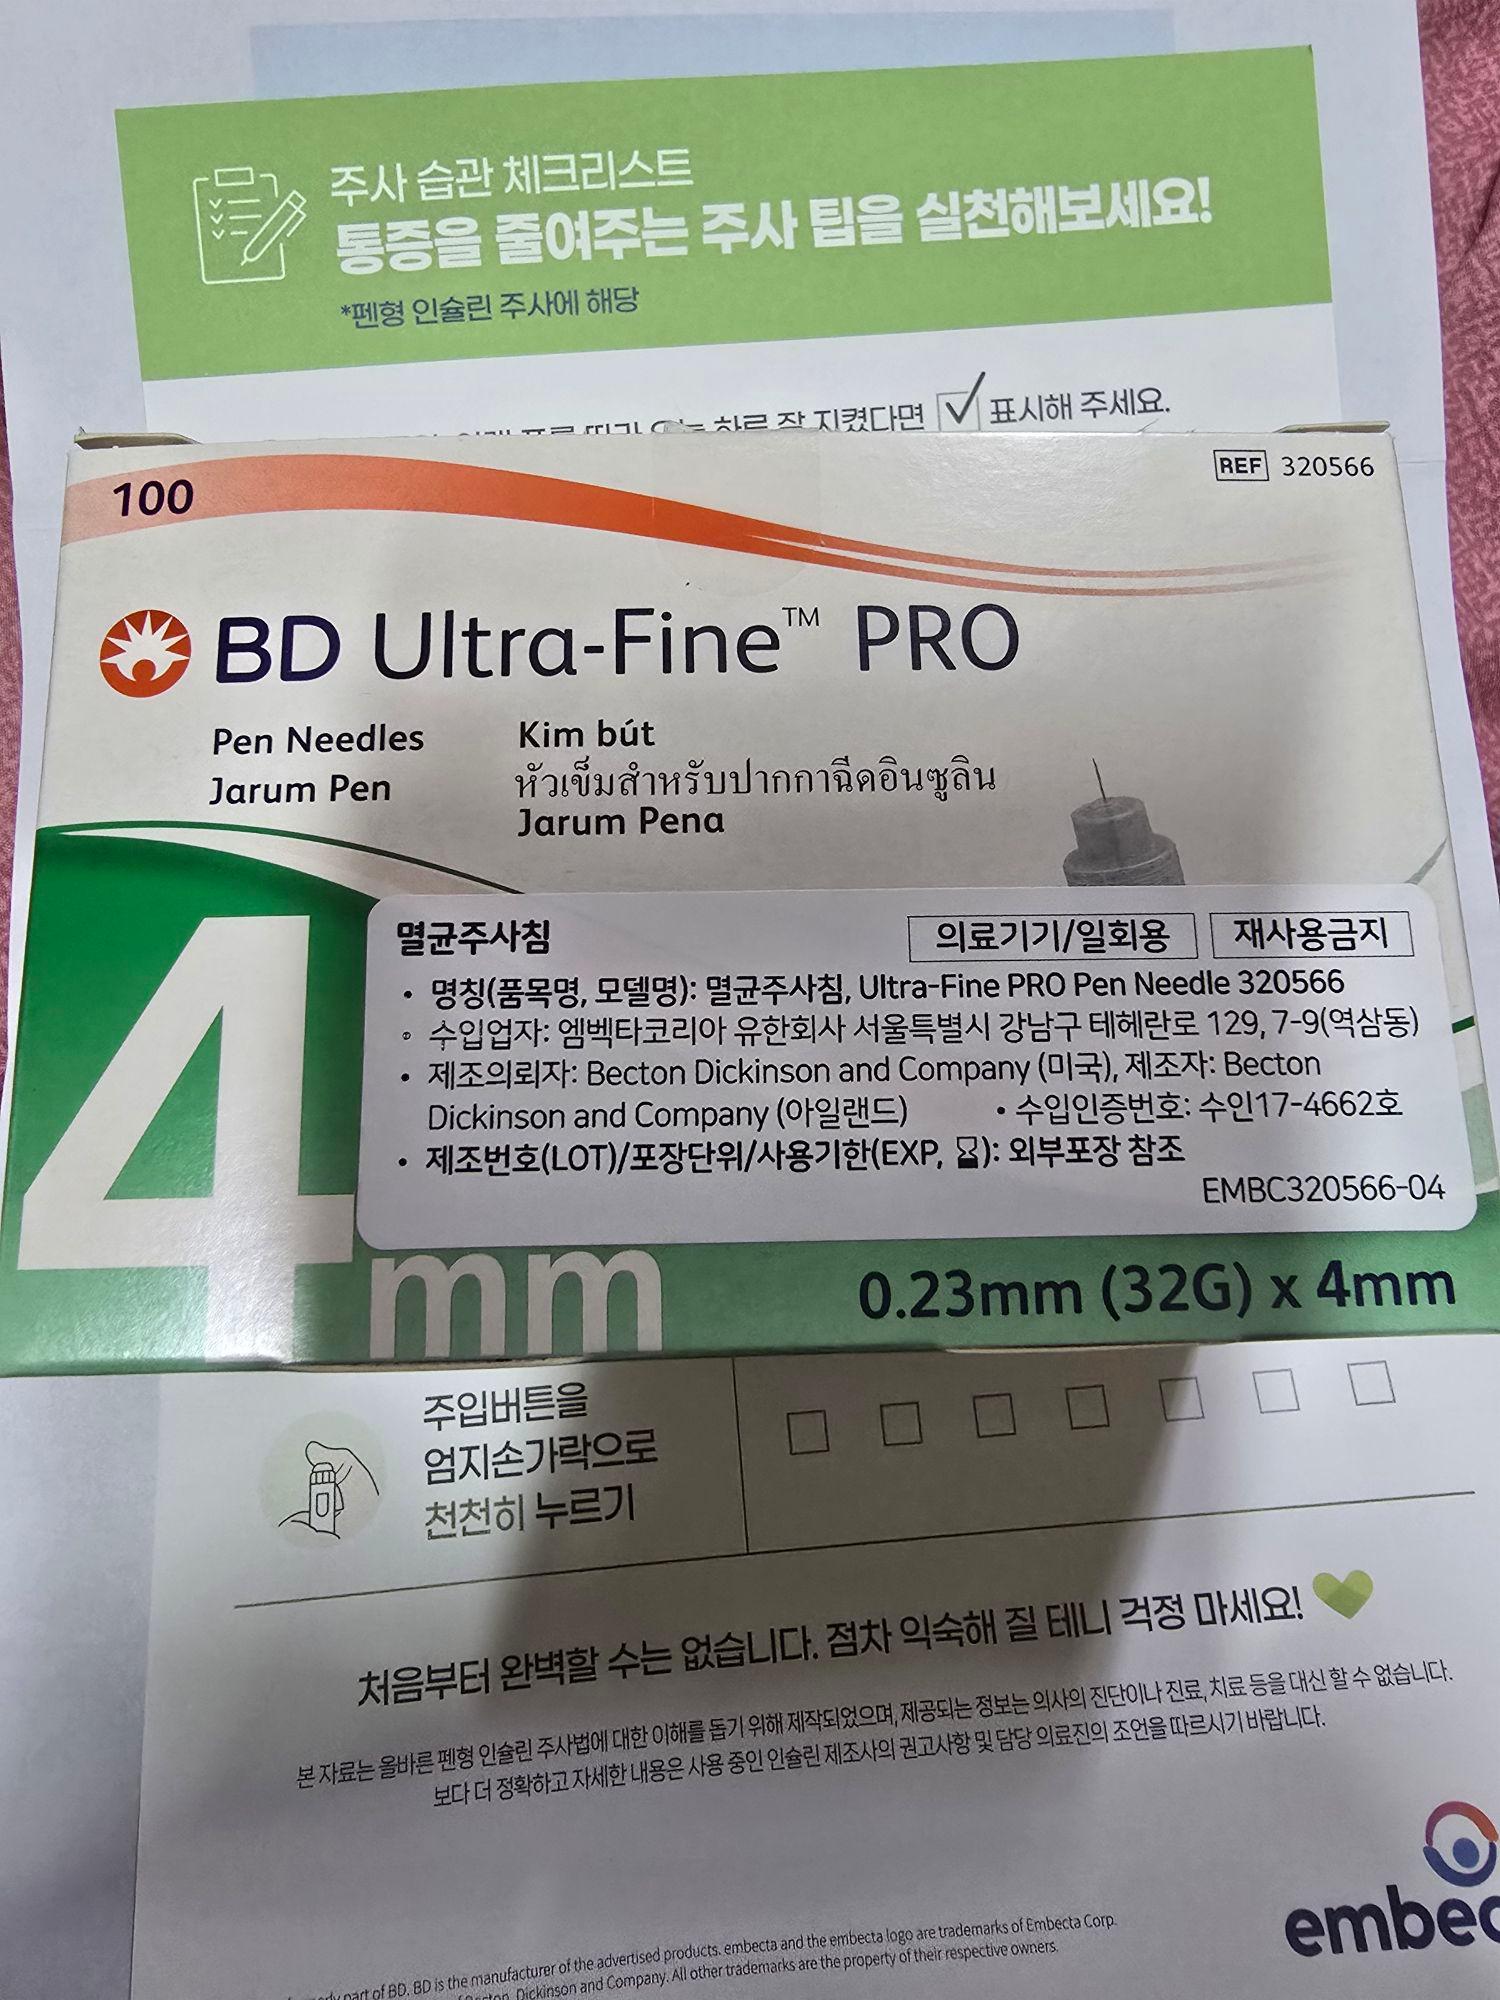 주사 습관 체크리스트
통증을 줄여주는 주사 팁을 실천해보세요!
*펜형 인슐린 주사에 해당
하루 잘 지켰다면 표시해 주세요.
100
REF 320566
BD Ultra-Fine™ PRO
Pen Needles
Jarum Pen
Kim bút
หัวเข็มสำหรับปากกาฉีดอินซูลิน
Jarum Pena
4mm
멸균주사침
의료기기/일회용
재사용금지
• 명칭(품목명, 모델명): 멸균주사침, Ultra-Fine PRO Pen Needle 320566
• 수입업자: 엠벡타코리아 유한회사 서울특별시 강남구 테헤란로 129, 7-9(역삼동)
• 제조의뢰자: Becton Dickinson and Company (미국), 제조자: Becton
Dickinson and Company (아일랜드) • 수입인증번호: 수인17-4662호
• 제조번호(LOT)/포장단위/사용기한(EXP, ⌛): 외부포장 참조
EMBC320566-04
0.23mm (32G) x 4mm
주입버튼을
엄지손가락으로
천천히 누르기
처음부터 완벽할 수는 없습니다. 점차 익숙해 질 테니 걱정 마세요!
본 자료는 올바른 펜형 인슐린 주사법에 대한 이해를 돕기 위해 제작되었으며, 제공되는 정보는 의사의 진단이나 진료, 치료 등을 대신 할 수 없습니다.
보다 더 정확하고 자세한 내용은 사용 중인 인슐린 제조사의 권고사항 및 담당 의료진의 조언을 따르시기 바랍니다.
embec
part of BD. BD is the manufacturer of the advertised products. embecta and the embecta logo are trademarks of Embecta Corp.
Dickinson and Company. All other trademarks are the property of their respective owners.